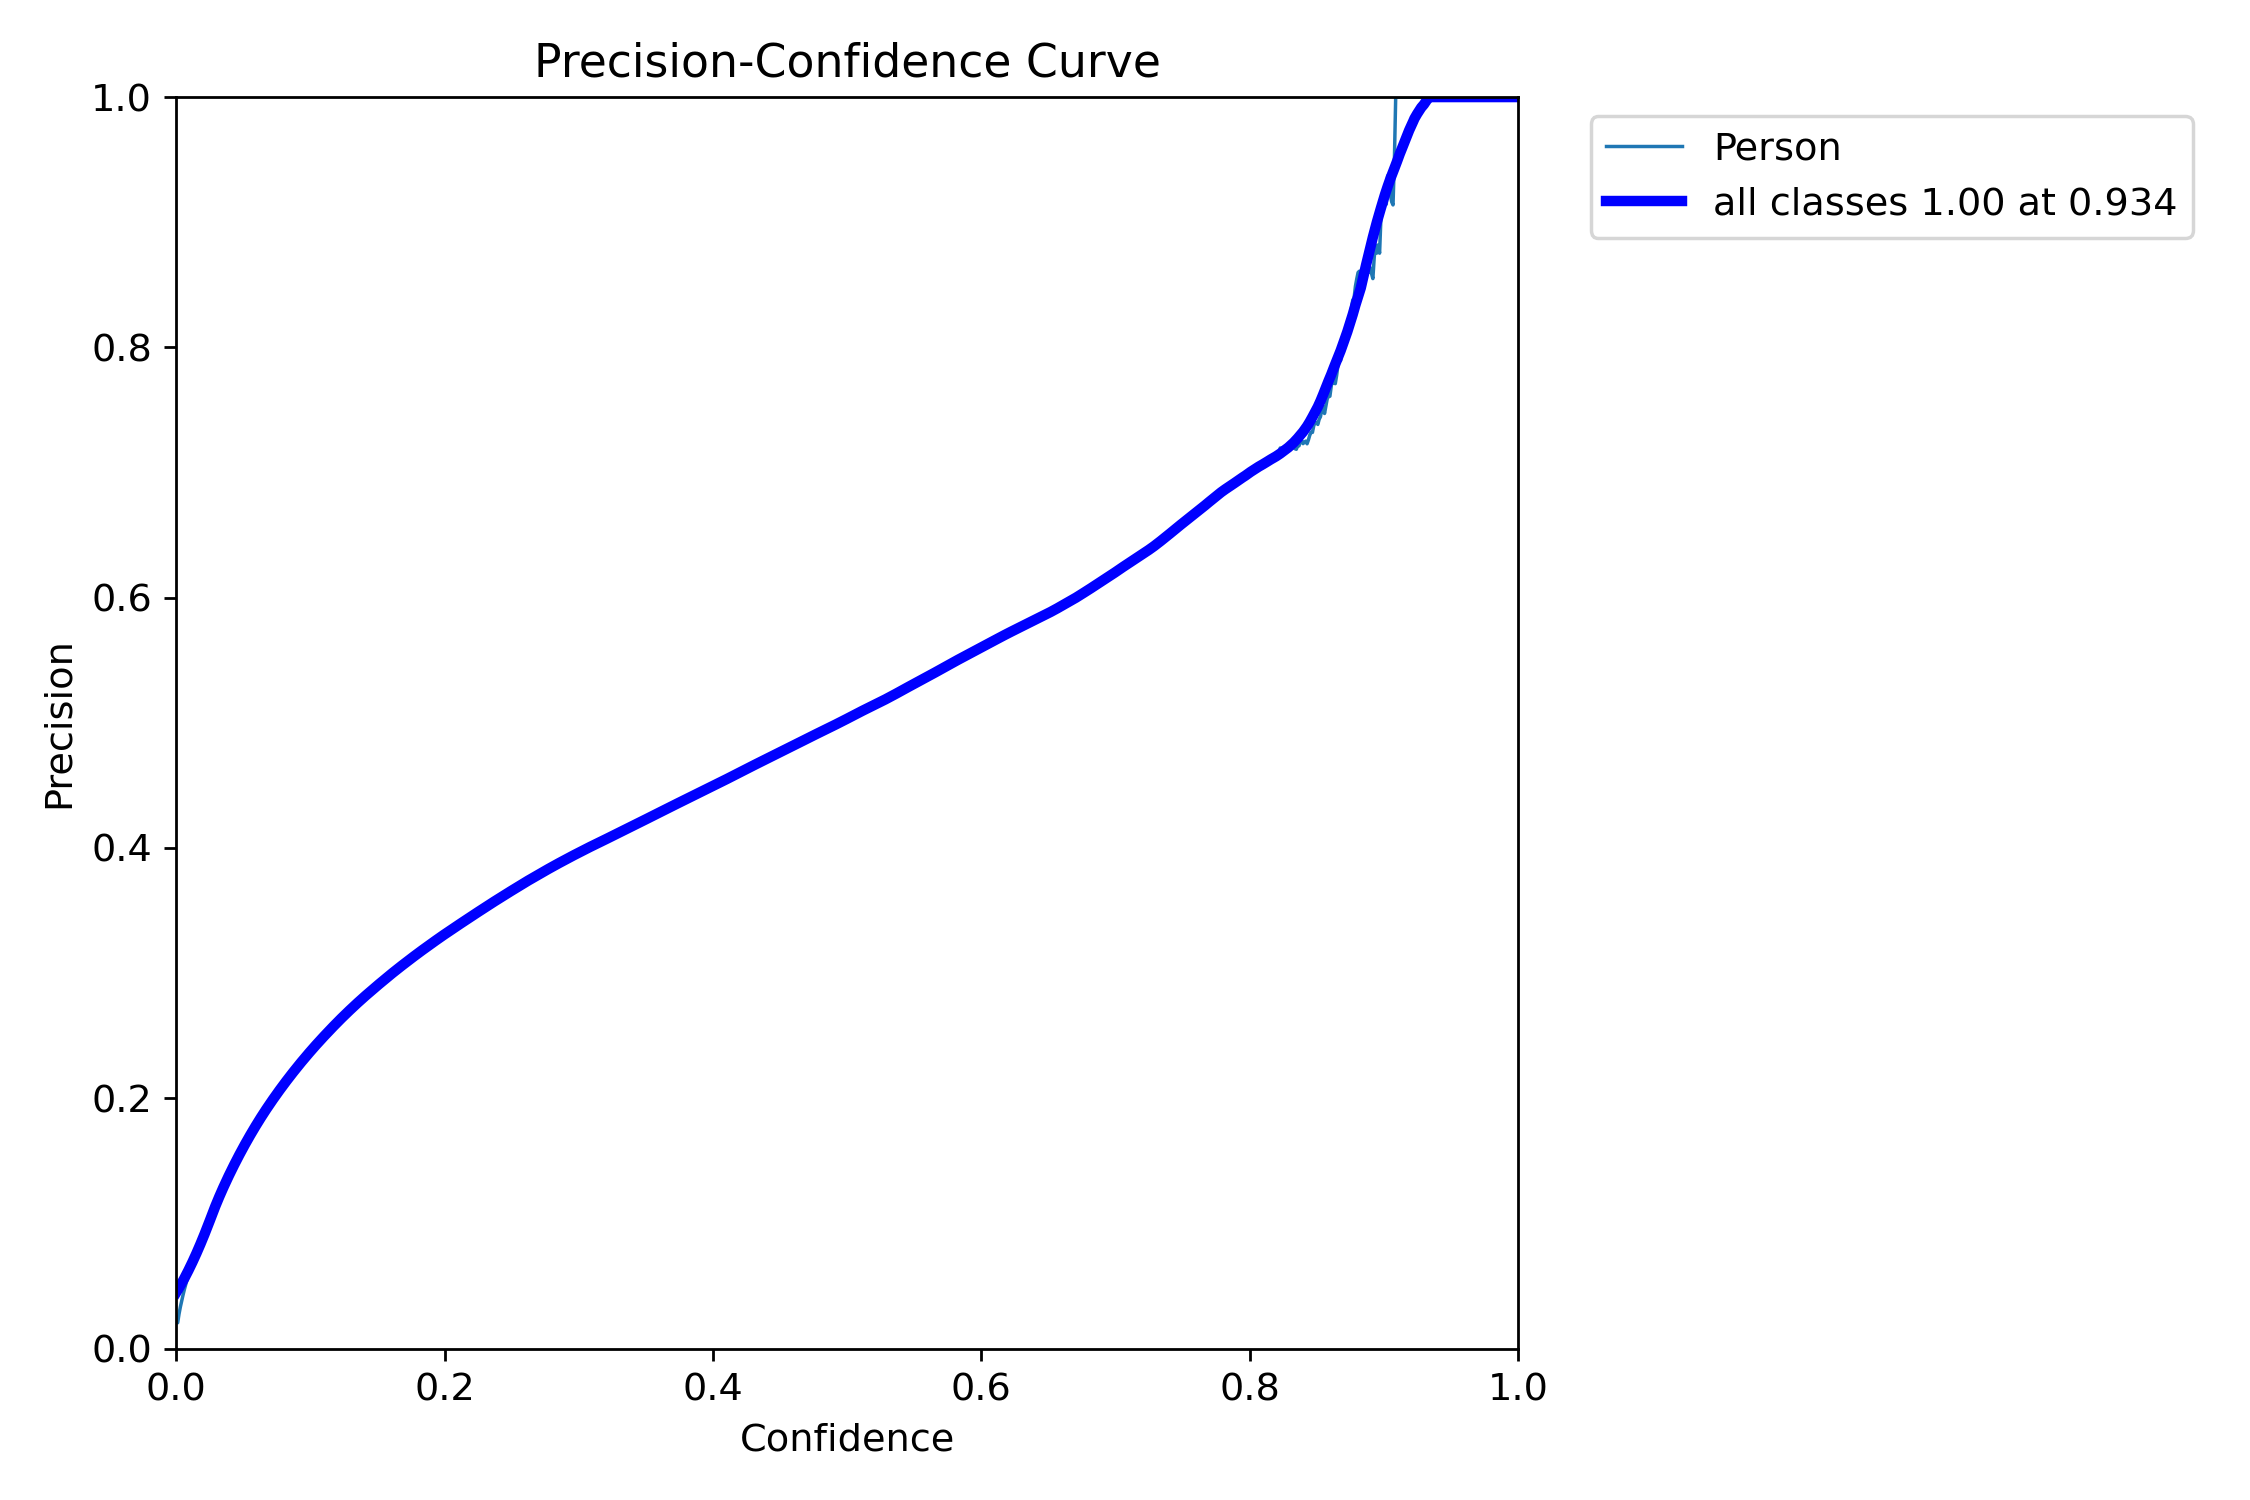 Precision-Confidence Curve
Person
all classes 1.00 at 0.934
Precision
1.0
0.8
0.6
0.4
0.2
0.0
0.0 0.2 0.4 0.6 0.8 1.0
Confidence